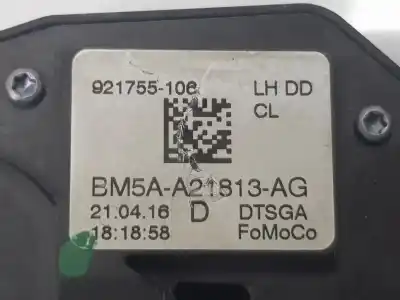 921755-106 LH DD
CL
BM5A-A21813-AG
21.04.16 D DTSGA
18:18:58 FoMoCo